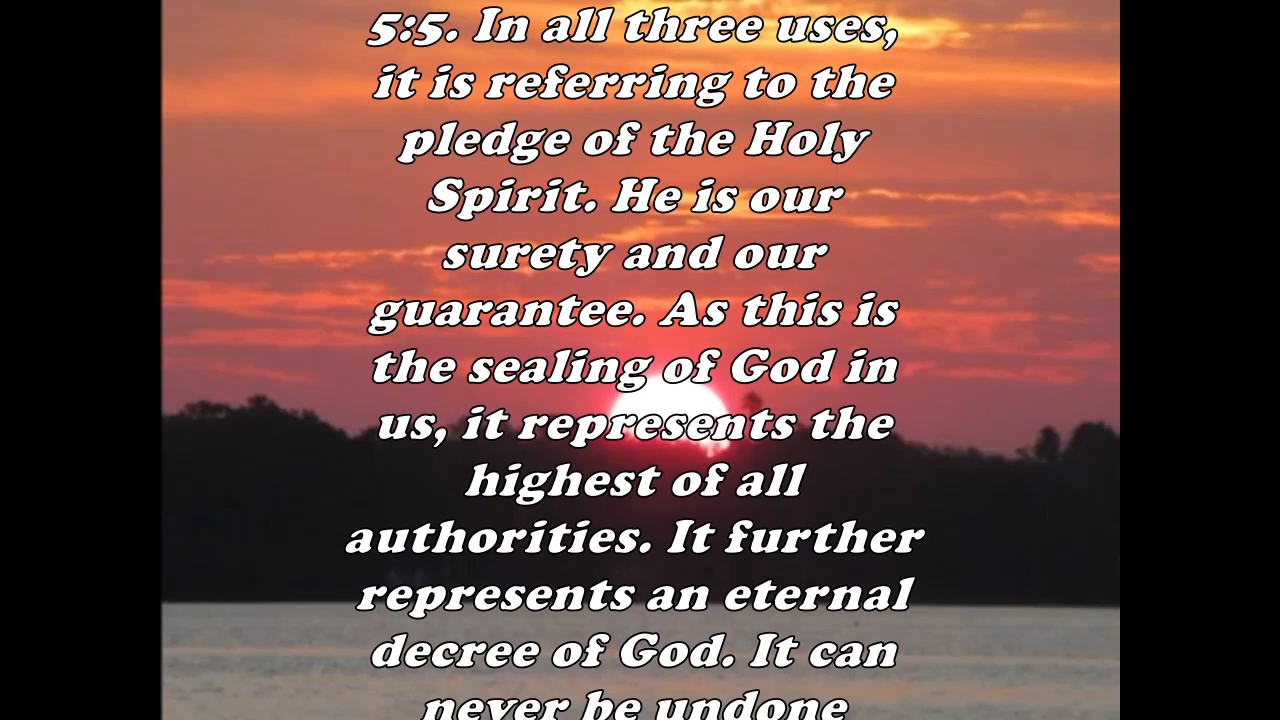 5:5. In all three uses,
it is referring to the
pledge of the Holy
Spirit. He is our
surety and our
guarantee. As this is
the sealing of God in
us, it represents the
highest of all
authorities. It further
represents an eternal
decree of God. It can
never be undone